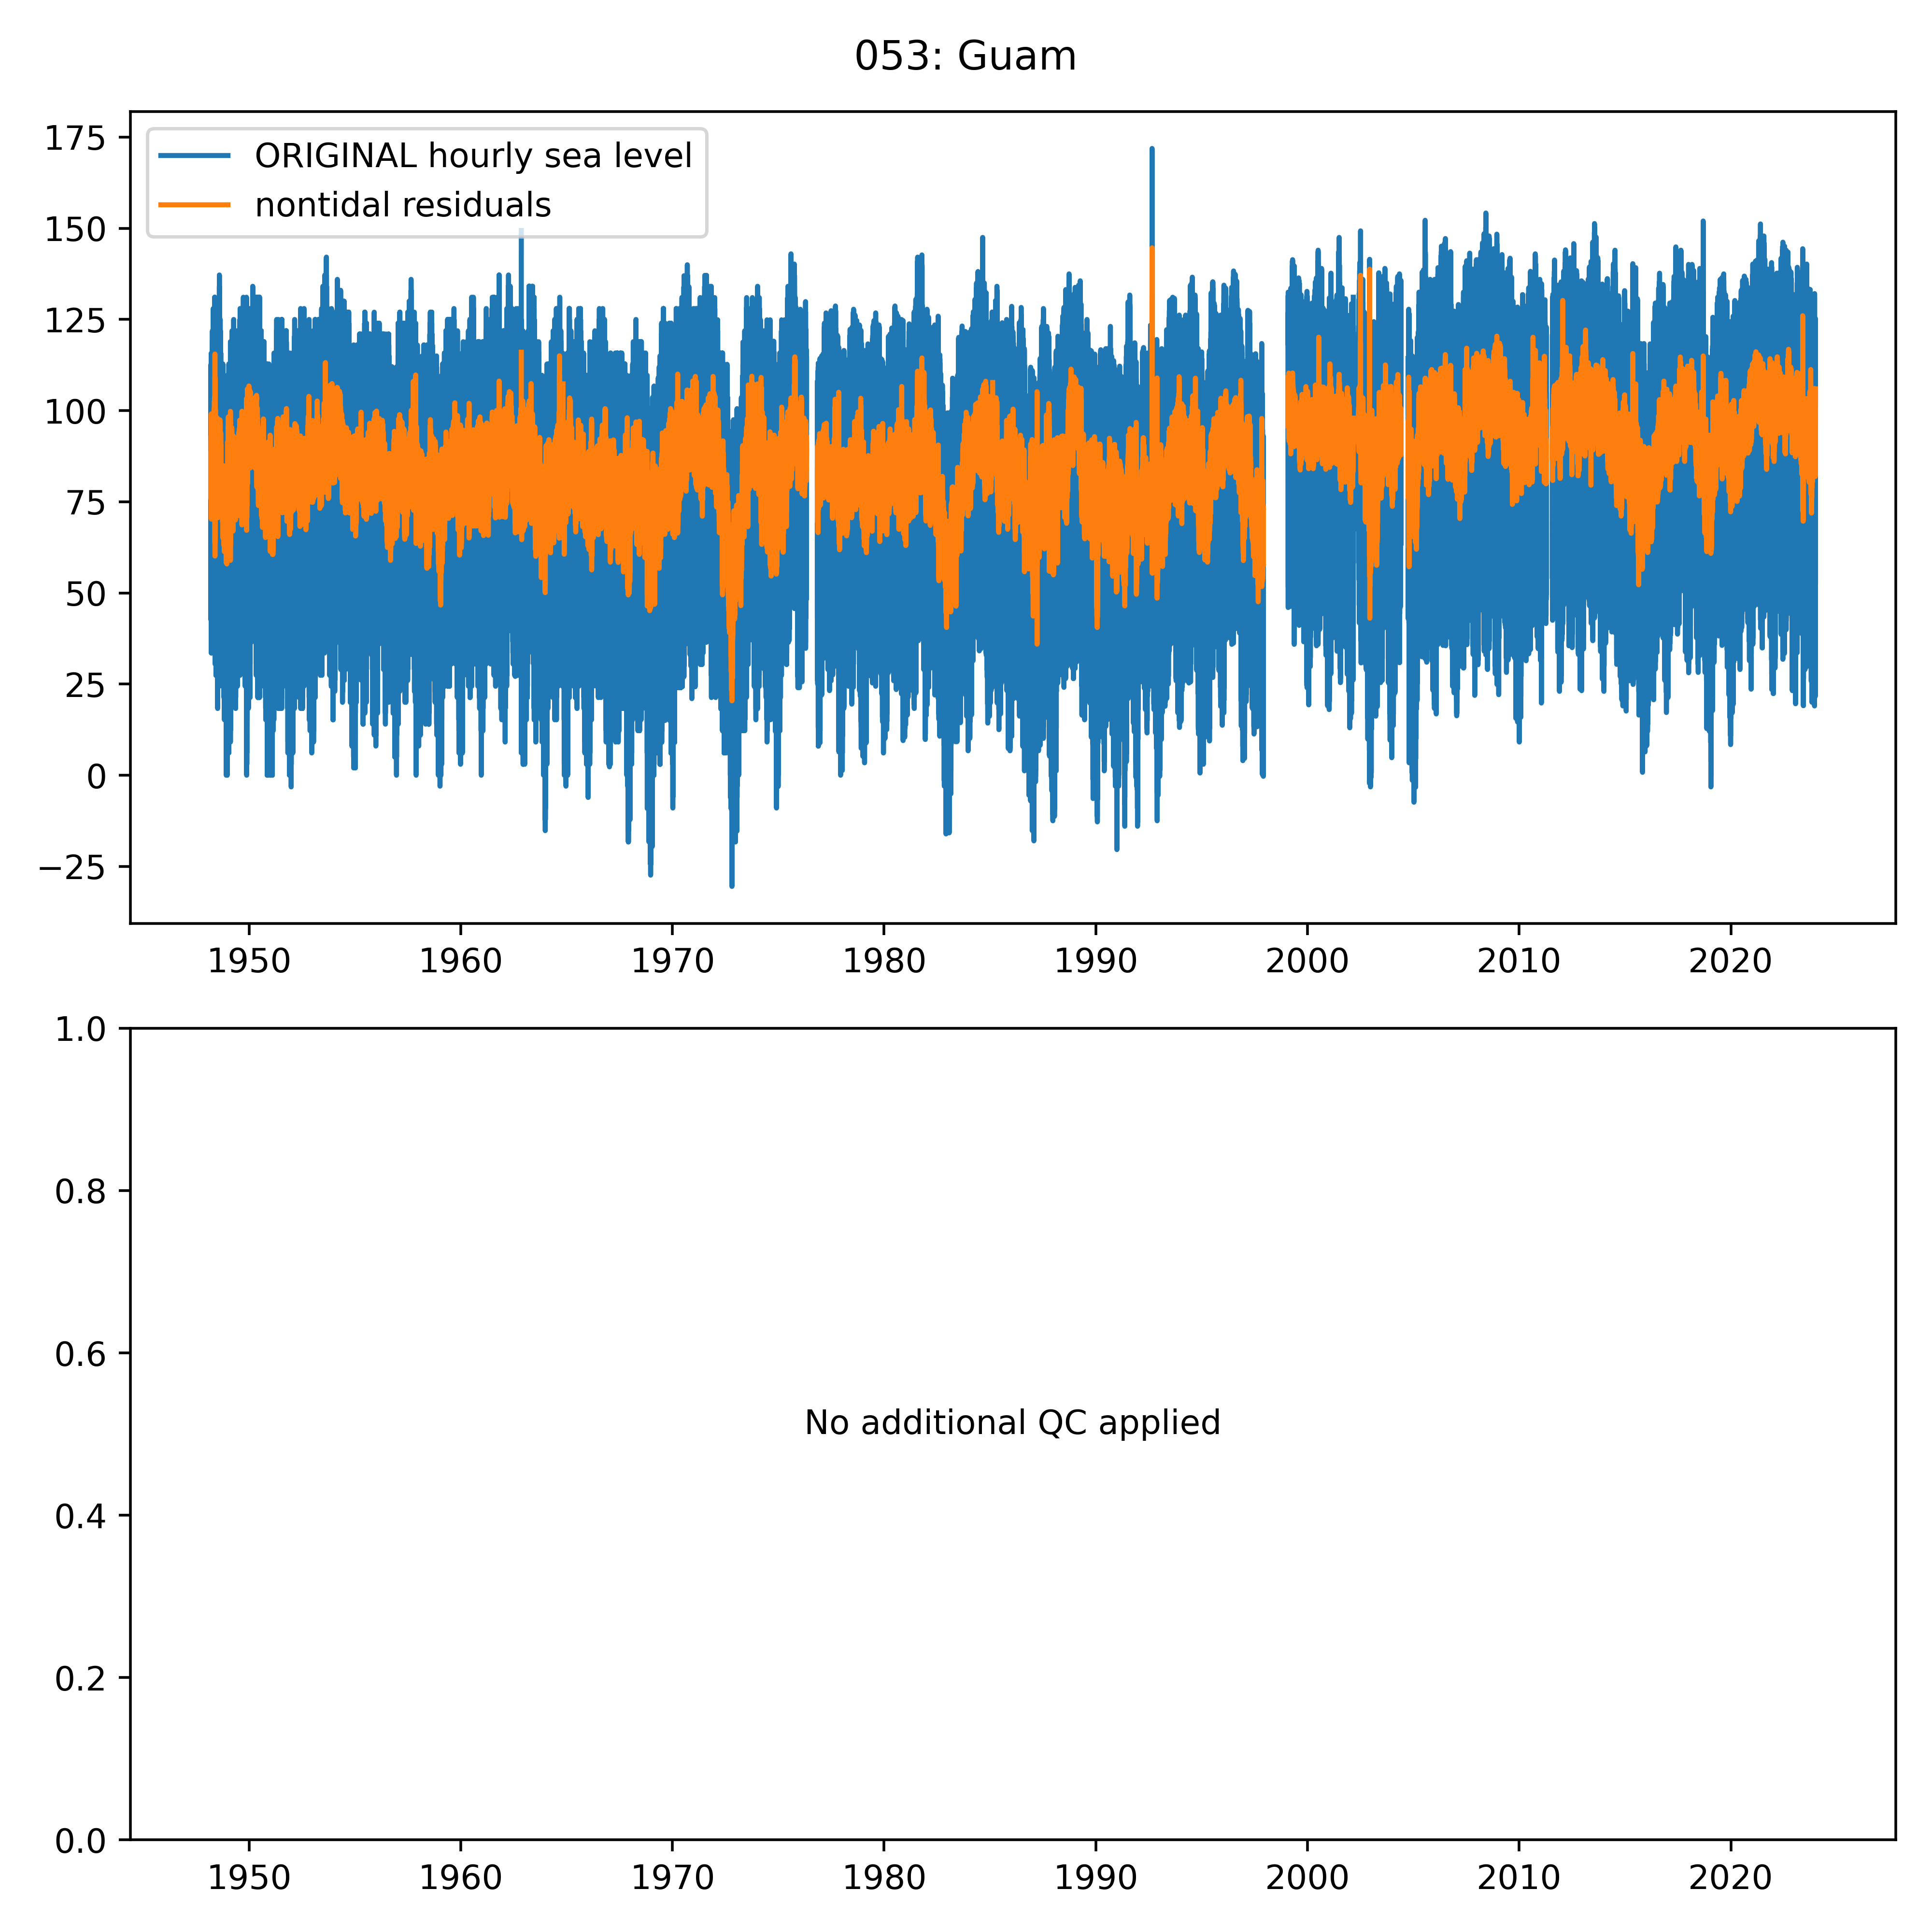 053: Guam
175
150
125
100
75
50
25
0
−25
ORIGINAL hourly sea level
nontidal residuals
1950 1960 1970 1980 1990 2000 2010 2020
1.0
0.8
0.6
0.4
0.2
0.0
No additional QC applied
1950 1960 1970 1980 1990 2000 2010 2020